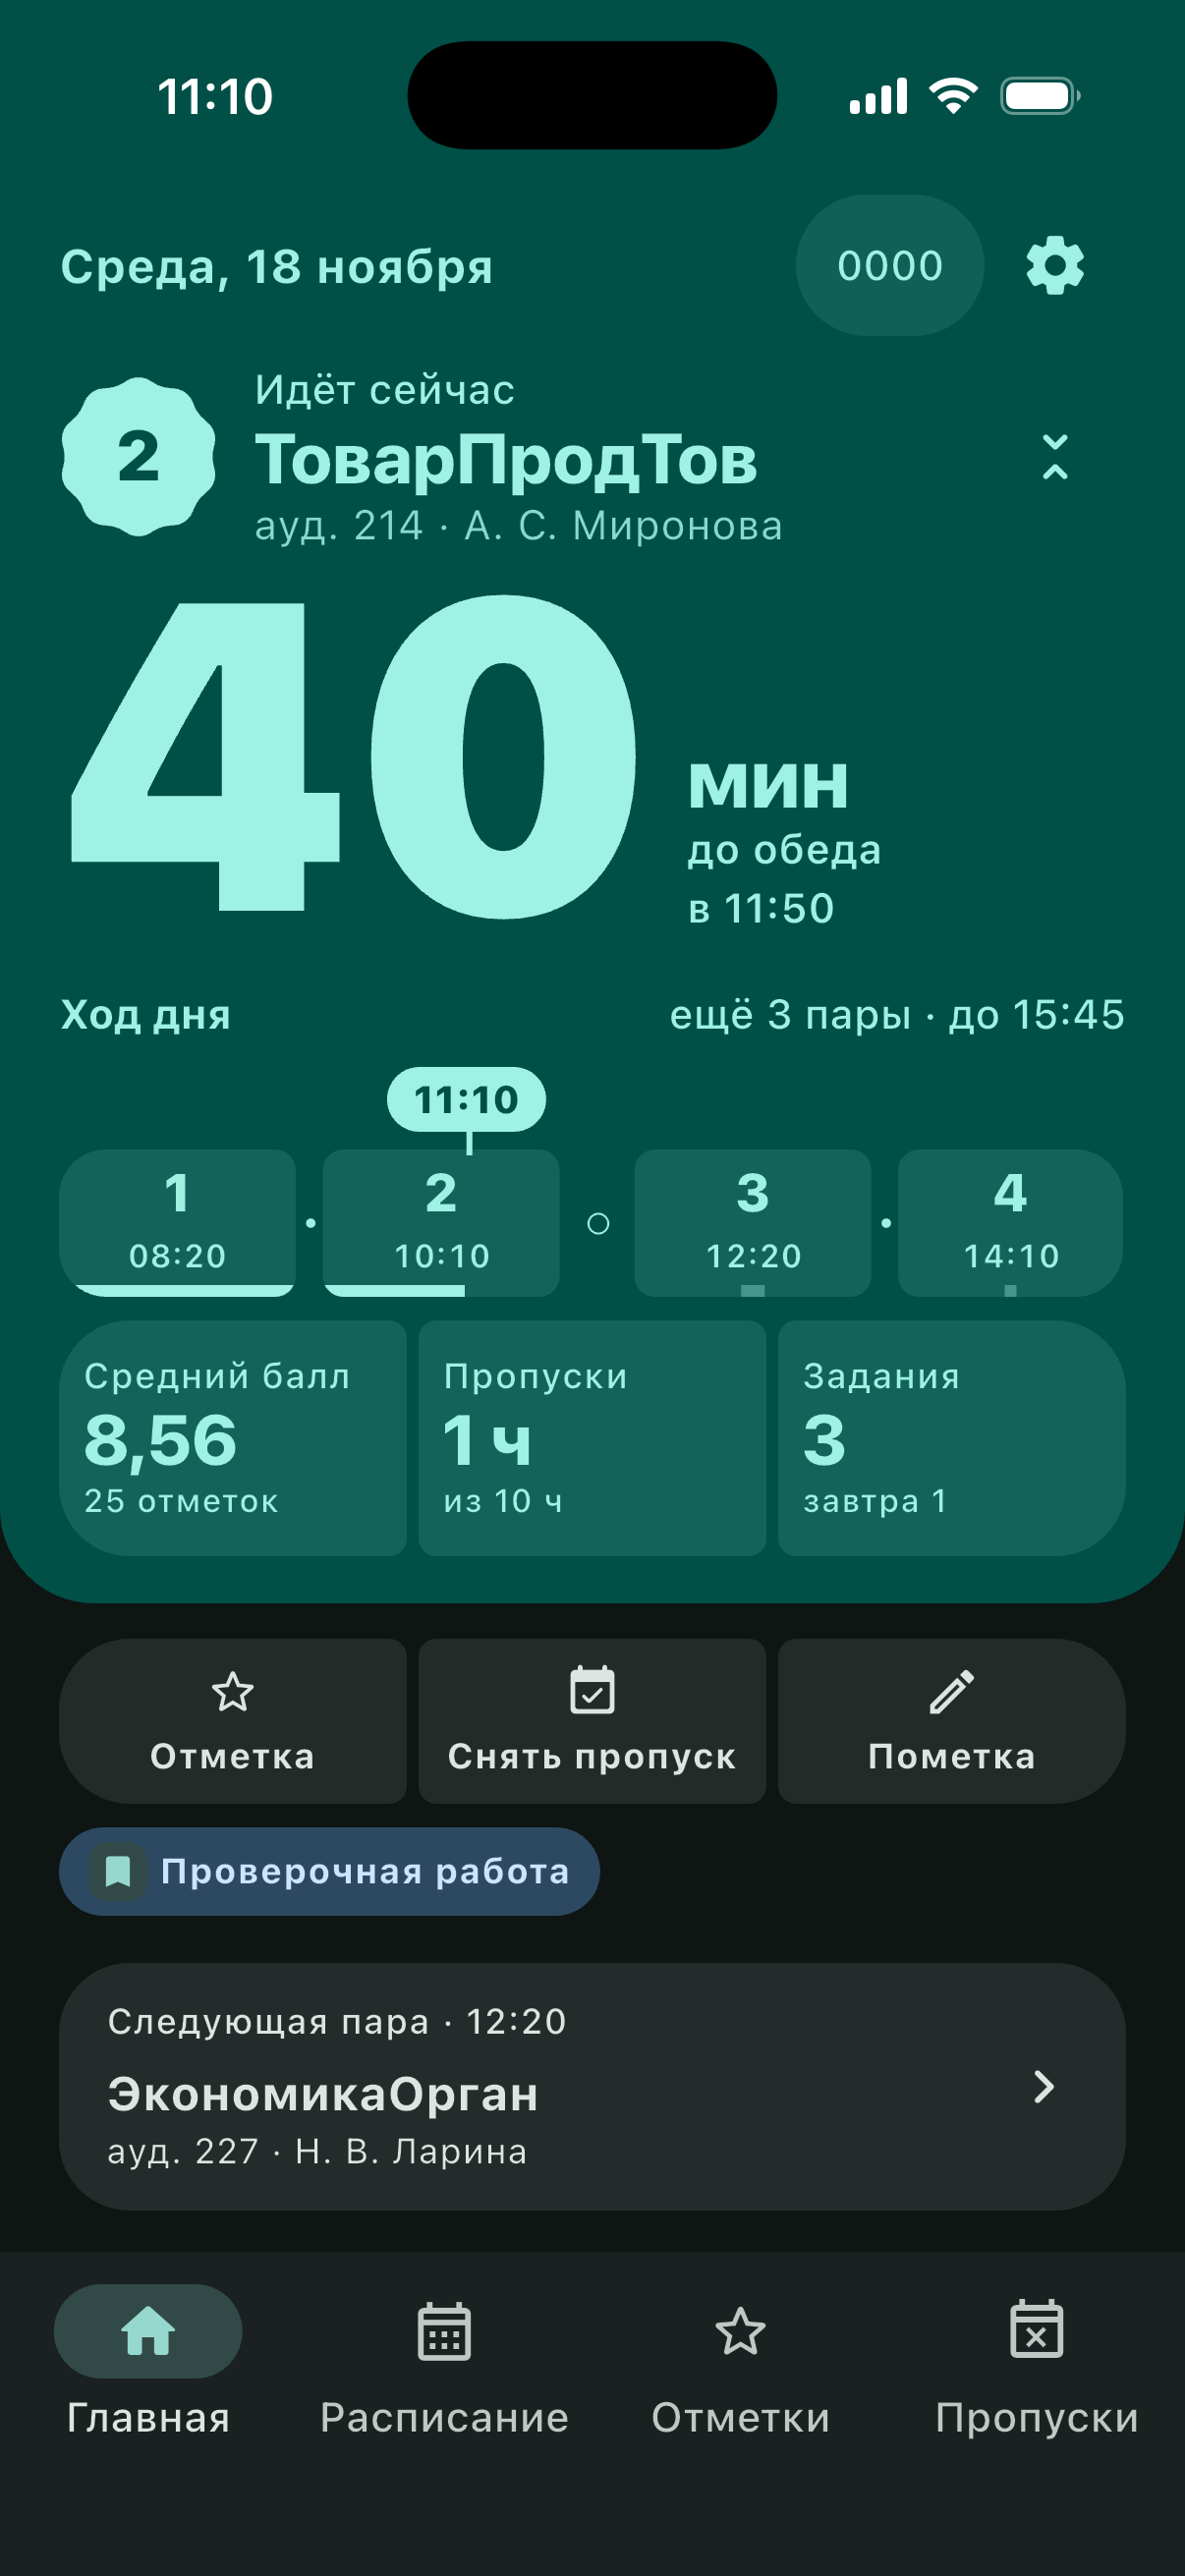 11:10
Среда, 18 ноября
0000
2
Идёт сейчас
ТоварПродТов
ауд. 214 · А. С. Миронова
40
мин
до обеда
в 11:50
Ход дня
ещё 3 пары · до 15:45
11:10
1
08:20
2
10:10
3
12:20
4
14:10
Средний балл
8,56
25 отметок
Пропуски
1 ч
из 10 ч
Задания
3
завтра 1
Отметка
Снять пропуск
Пометка
Проверочная работа
Следующая пара · 12:20
ЭкономикаОрган
ауд. 227 · Н. В. Ларина
Главная
Расписание
Отметки
Пропуски